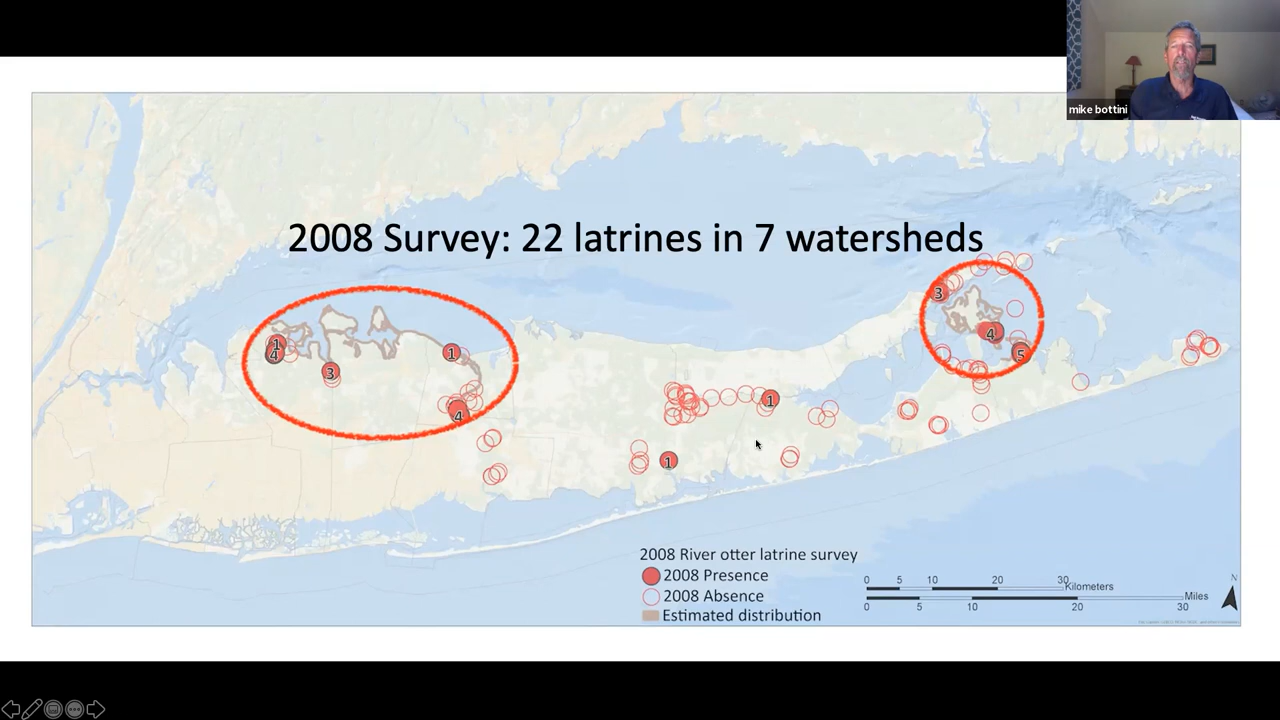 mike bottini
2008 Survey: 22 latrines in 7 watersheds
3
1
4
1
4
3
5
1
4
1
1
2008 River otter latrine survey
2008 Presence
2008 Absence
Estimated distribution
0 5 10 20 30
Kilometers
Miles
0 5 10 20 30
N